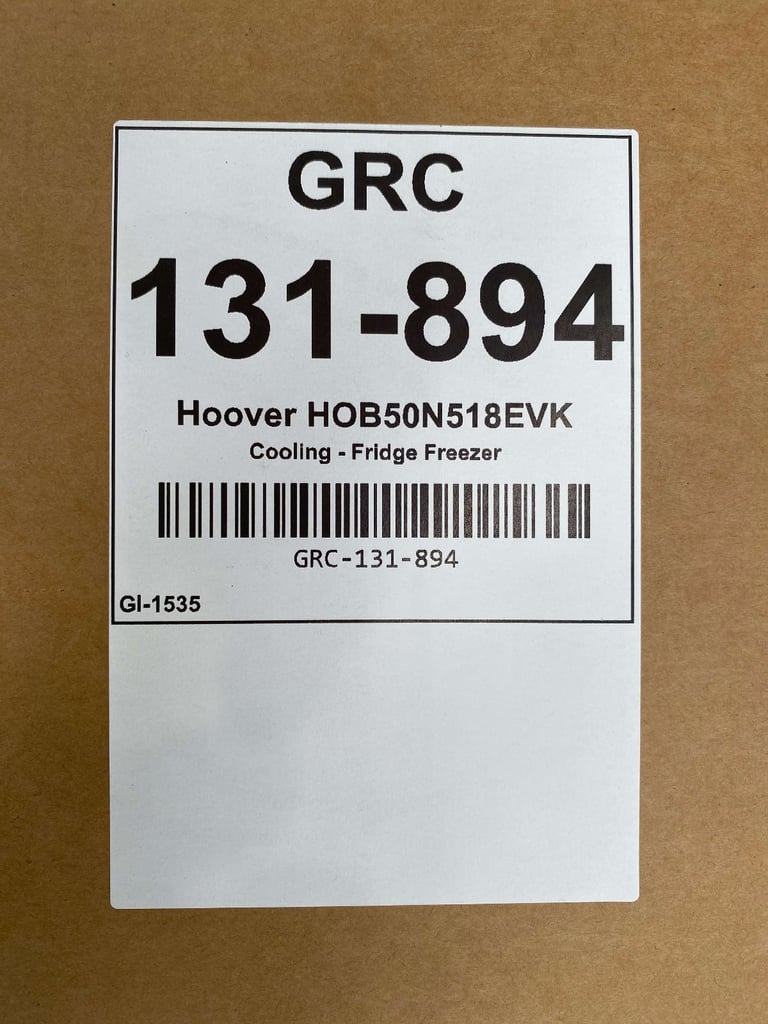 GRC
131-894
Hoover HOB50N518EVK
Cooling - Fridge Freezer
GRC-131-894
GI-1535